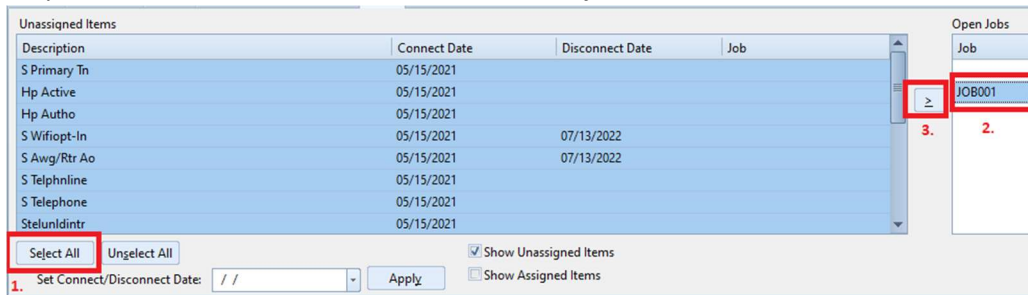 Unassigned Items
Open Jobs
Description Connect Date Disconnect Date Job
Job
S Primary Tn 05/15/2021
Hp Active 05/15/2021
JOB001
Hp Autho 05/15/2021
>
S Wifiopt-In 05/15/2021 07/13/2022
3.
2.
S Awg/Rtr Ao 05/15/2021 07/13/2022
S Telphnline 05/15/2021
S Telephone 05/15/2021
Stelunldintr 05/15/2021
Select All Unselect All Show Unassigned Items
1. Set Connect/Disconnect Date: / / Apply Show Assigned Items